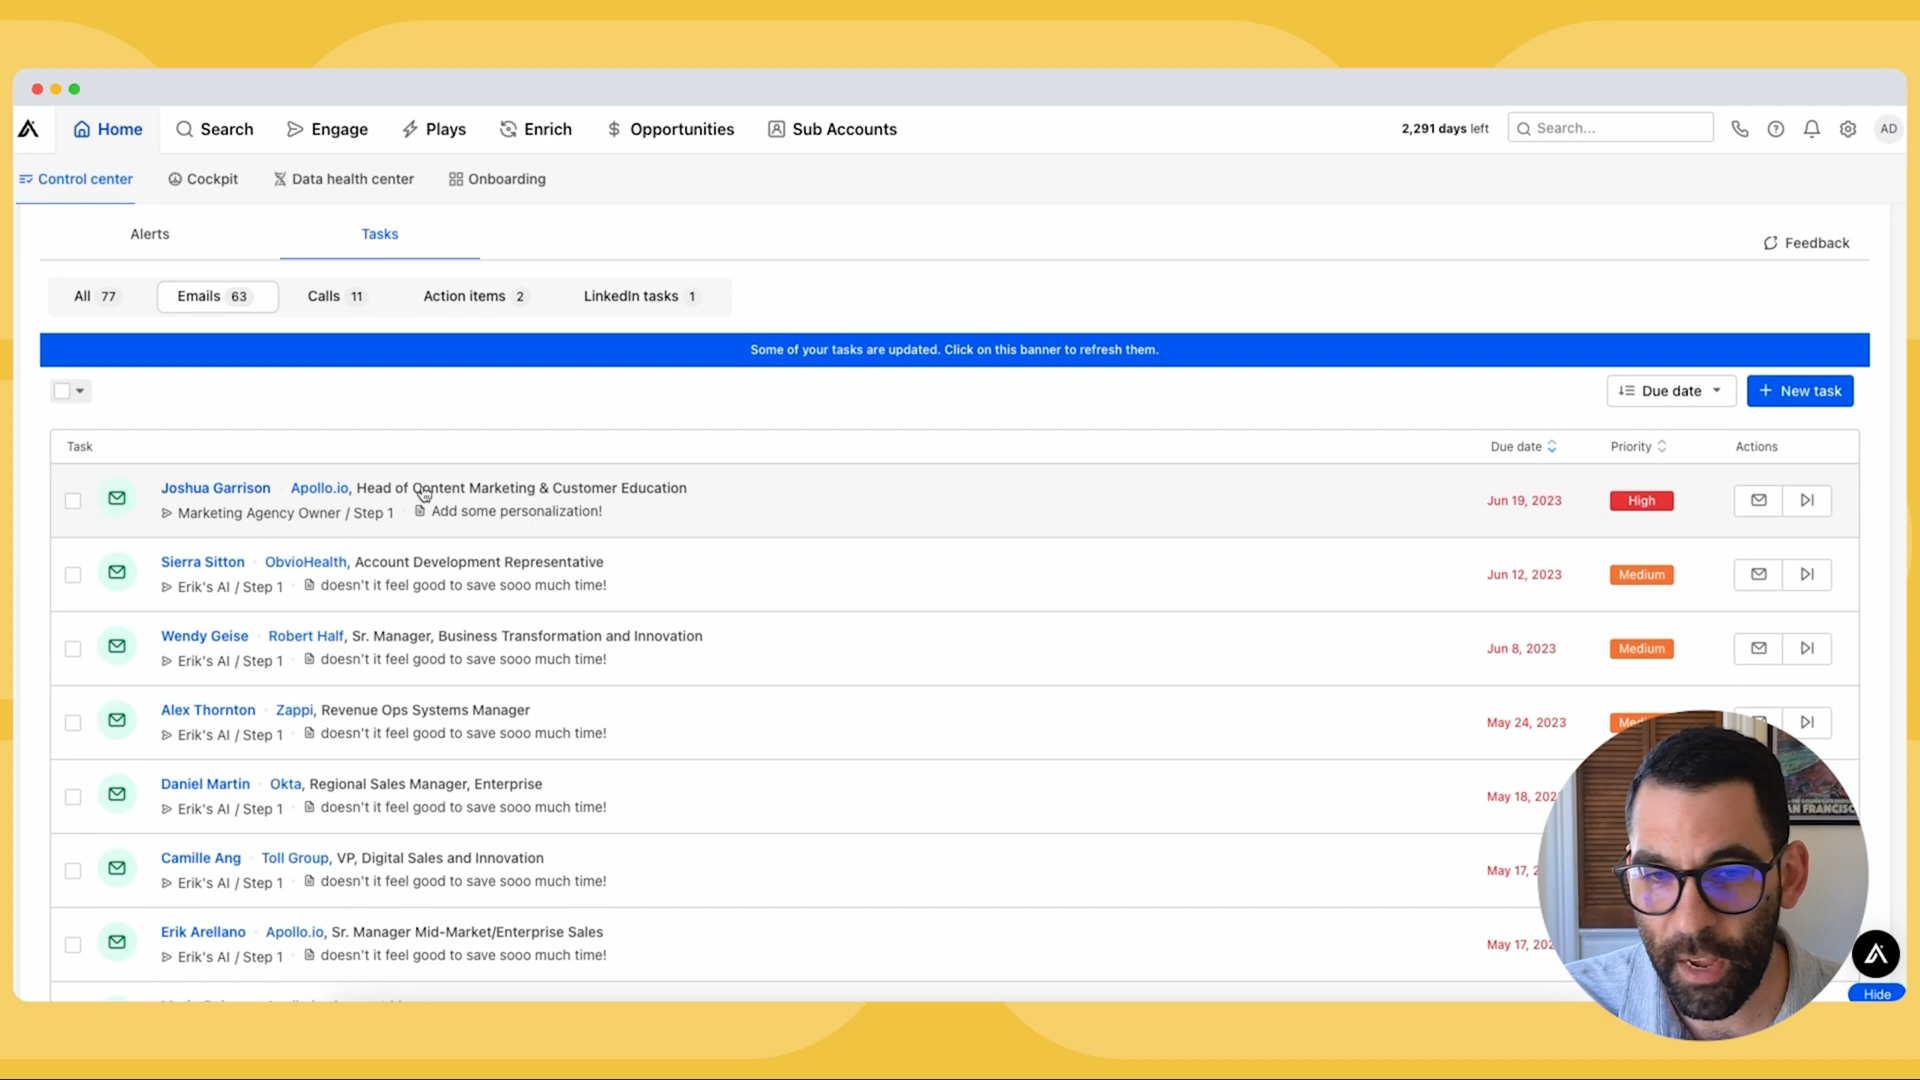 Home Search Engage Plays Enrich Opportunities Sub Accounts 2,291 days left Search... AD
Control center Cockpit Data health center Onboarding
Alerts Tasks Feedback
All 77 Emails 63 Calls 11 Action items 2 LinkedIn tasks 1
Some of your tasks are updated. Click on this banner to refresh them.
Due date + New task
Task Due date Priority Actions
Joshua Garrison Apollo.io, Head of Content Marketing & Customer Education
Marketing Agency Owner / Step 1 Add some personalization!
Jun 19, 2023 High
Sierra Sitton ObvioHealth, Account Development Representative
Erik's AI / Step 1 doesn't it feel good to save sooo much time!
Jun 12, 2023 Medium
Wendy Geise Robert Half, Sr. Manager, Business Transformation and Innovation
Erik's AI / Step 1 doesn't it feel good to save sooo much time!
Jun 8, 2023 Medium
Alex Thornton Zappi, Revenue Ops Systems Manager
Erik's AI / Step 1 doesn't it feel good to save sooo much time!
May 24, 2023
Daniel Martin Okta, Regional Sales Manager, Enterprise
Erik's AI / Step 1 doesn't it feel good to save sooo much time!
May 18, 202
Camille Ang Toll Group, VP, Digital Sales and Innovation
Erik's AI / Step 1 doesn't it feel good to save sooo much time!
May 17, 2
Erik Arellano Apollo.io, Sr. Manager Mid-Market/Enterprise Sales
Erik's AI / Step 1 doesn't it feel good to save sooo much time!
May 17, 202
AN FRANCISC
Hide